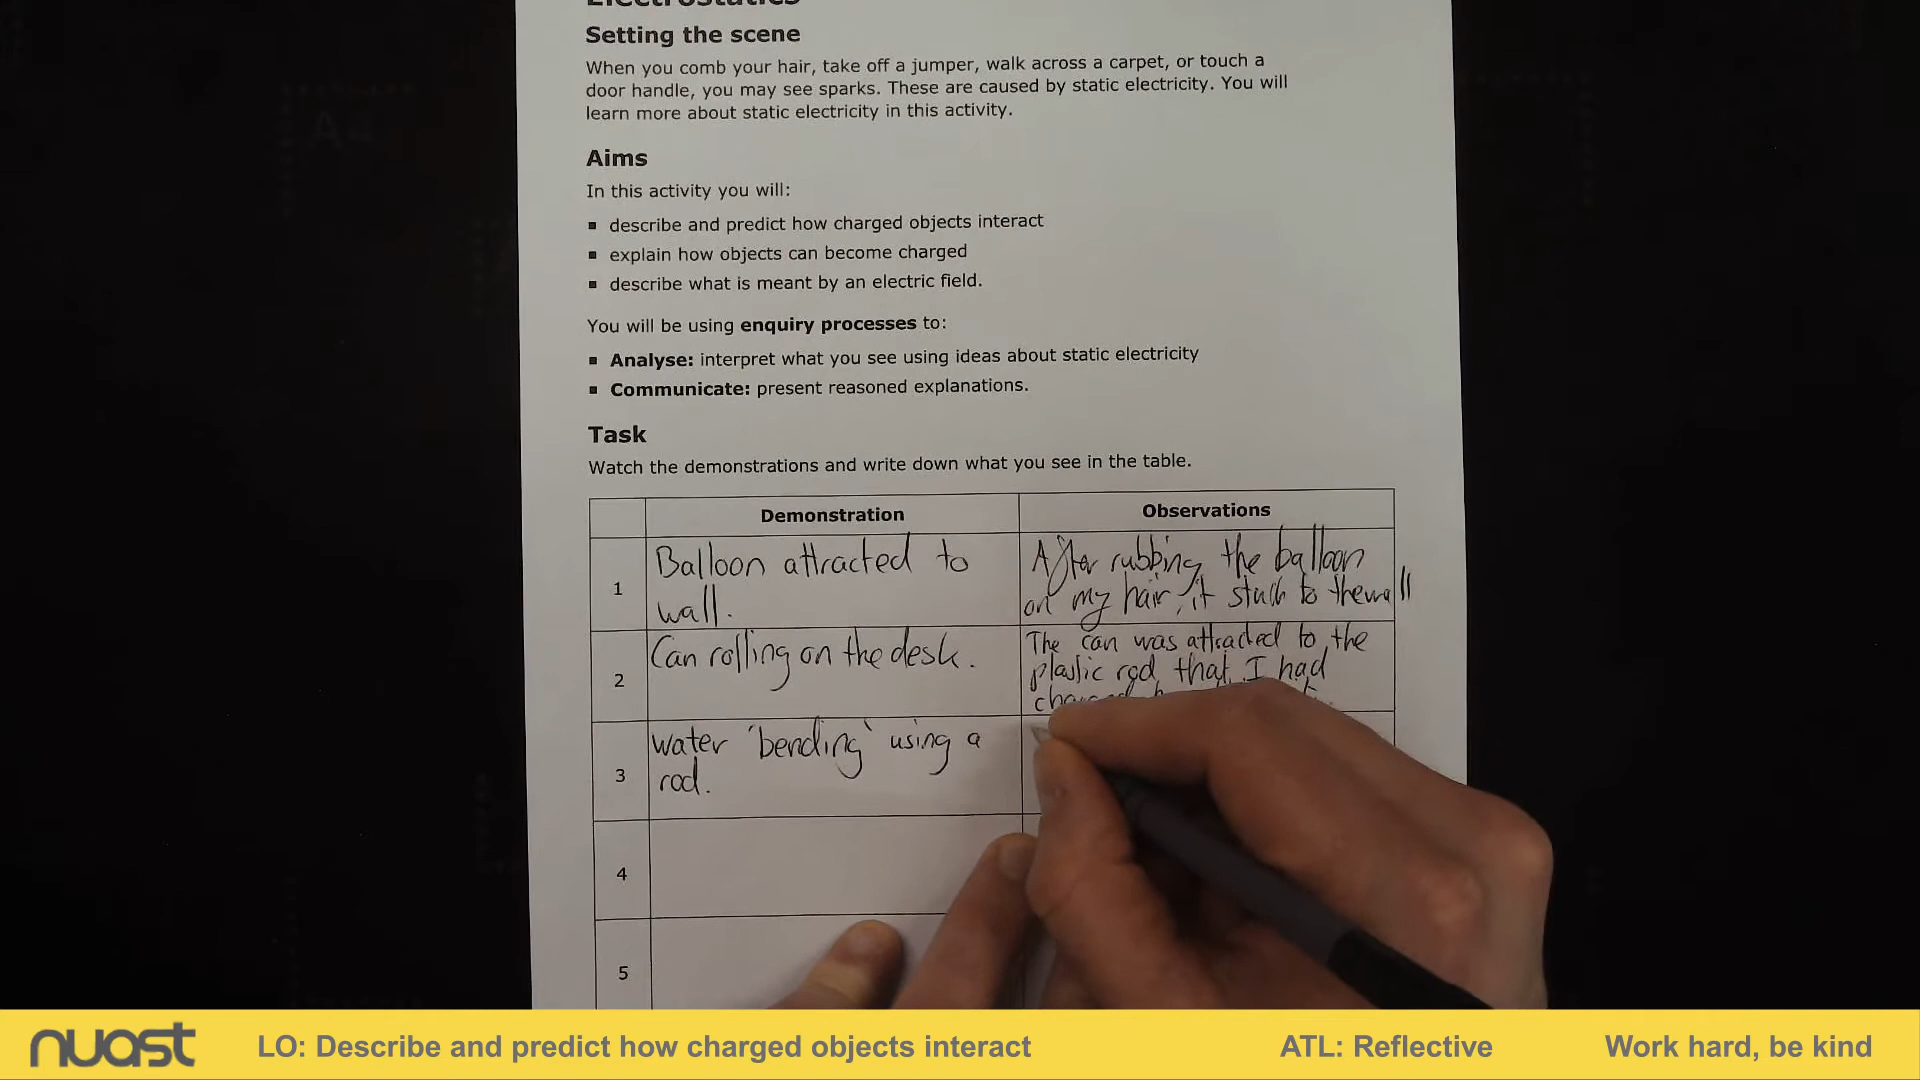 Electrostatics
Setting the scene
When you comb your hair, take off a jumper, walk across a carpet, or touch a
door handle, you may see sparks. These are caused by static electricity. You will
learn more about static electricity in this activity.
Aims
In this activity you will:
▪ describe and predict how charged objects interact
▪ explain how objects can become charged
▪ describe what is meant by an electric field.
You will be using enquiry processes to:
▪ Analyse: interpret what you see using ideas about static electricity
▪ Communicate: present reasoned explanations.
Task
Watch the demonstrations and write down what you see in the table.
Demonstration
Observations
1
Balloon attracted to
wall.
After rubbing the balloon
on my hair, it stuck to the wall
2
Can rolling on the desk.
The can was attracted to the
plastic rod that I had
3
water 'bending' using a
rod.
4
5
nuast
LO: Describe and predict how charged objects interact
ATL: Reflective
Work hard, be kind